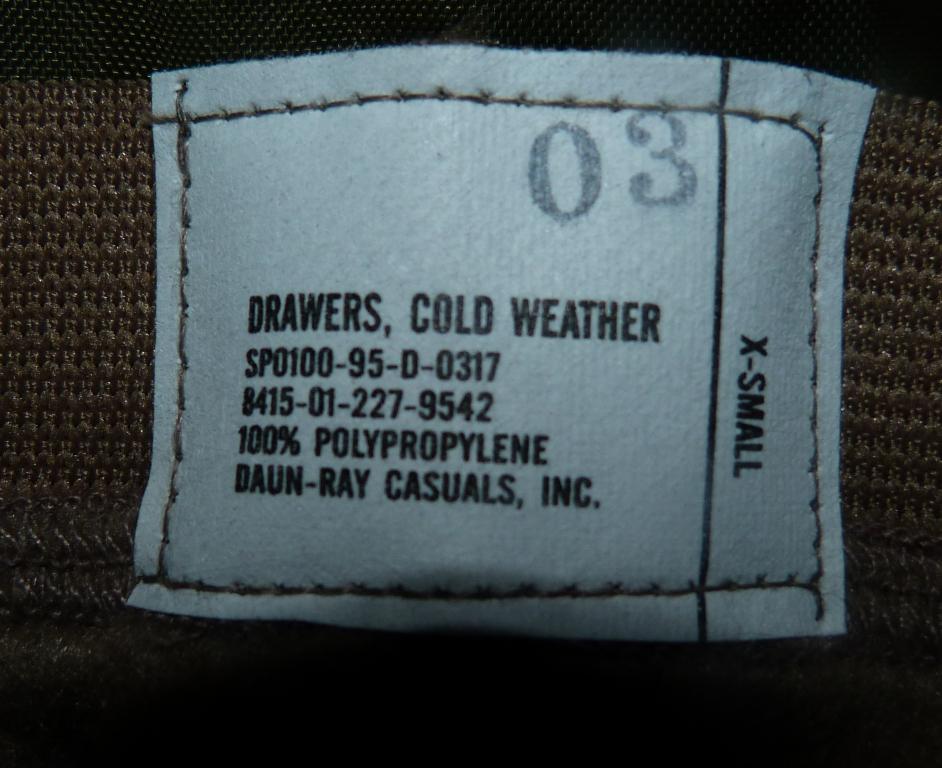 03
DRAWERS, COLD WEATHER
SP0100-95-D-0317
8415-01-227-9542
100% POLYPROPYLENE
DAUN-RAY CASUALS, INC.
X-SMALL